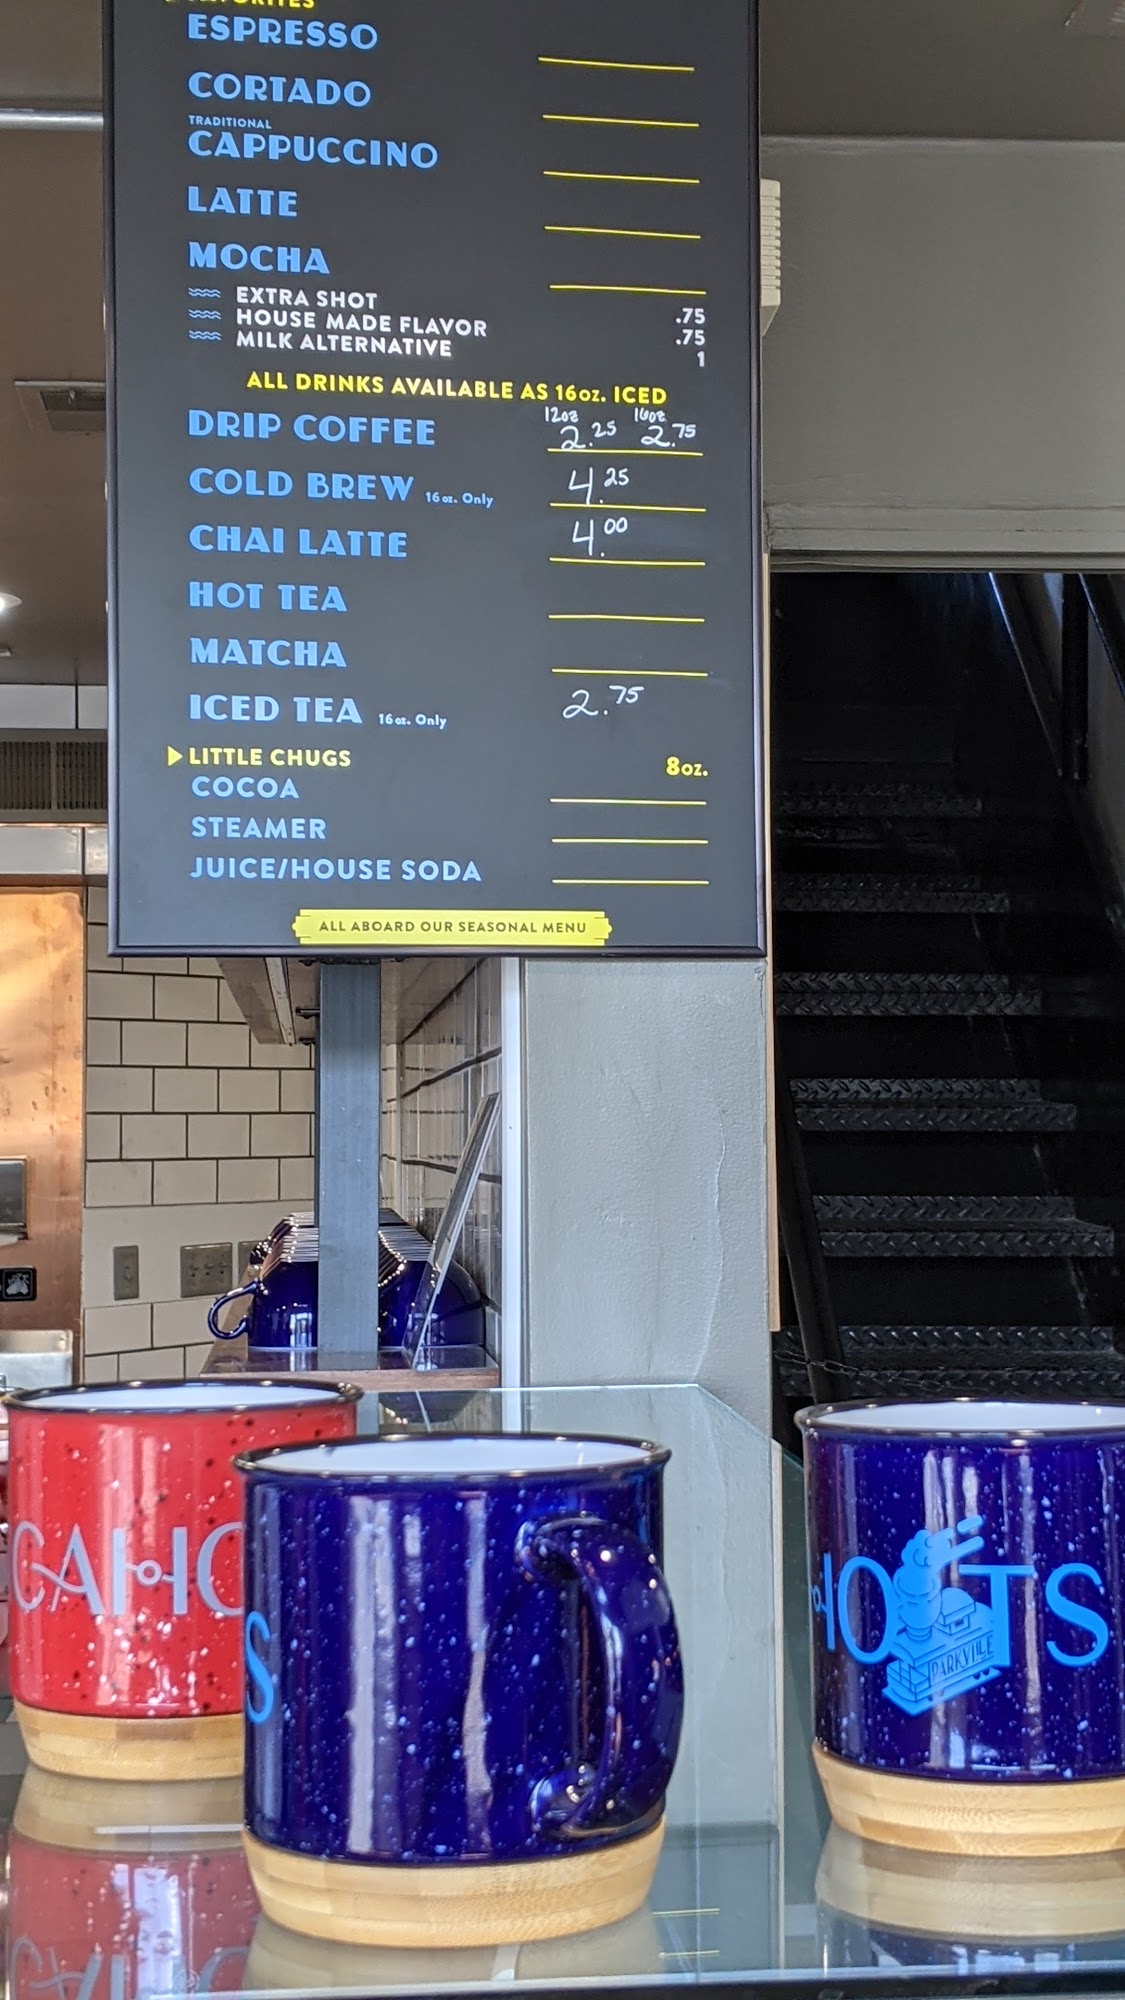 FAVORITES
ESPRESSO
CORTADO
TRADITIONAL
CAPPUCCINO
LATTE
MOCHA
EXTRA SHOT .75
HOUSE MADE FLAVOR .75
MILK ALTERNATIVE 1
ALL DRINKS AVAILABLE AS 16oz. ICED
12oz 16oz
DRIP COFFEE 2.25 2.75
COLD BREW 16oz. Only 4.25
CHAI LATTE 4.00
HOT TEA
MATCHA
ICED TEA 16oz. Only 2.75
LITTLE CHUGS 8oz.
COCOA
STEAMER
JUICE/HOUSE SODA
ALL ABOARD OUR SEASONAL MENU
CAHO
S
HOOTS
PARKVILLE